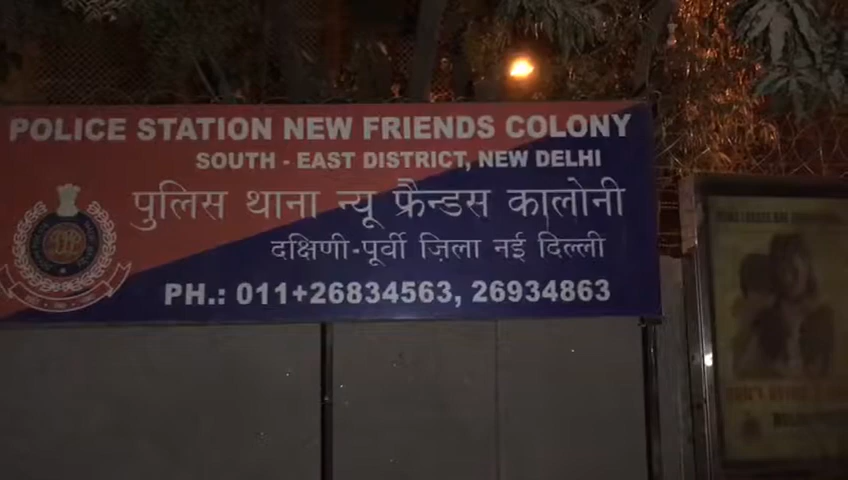 POLICE STATION NEW FRIENDS COLONY
SOUTH - EAST DISTRICT, NEW DELHI
पुलिस थाना न्यू फ्रैन्डस कालोनी
दक्षिणी-पूर्वी ज़िला नई दिल्ली
PH.: 011+26834563, 26934863